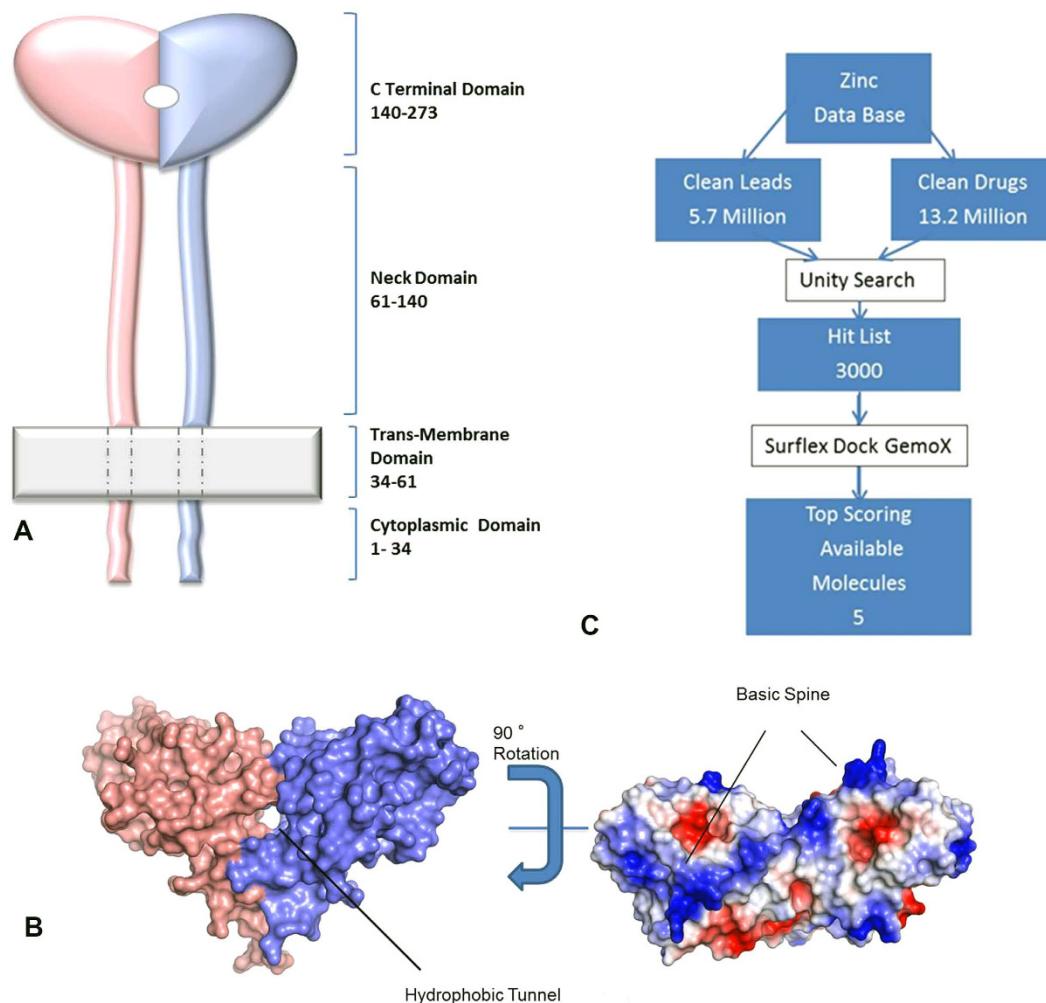 C Terminal Domain
140-273
Neck Domain
61-140
Trans-Membrane
Domain
34-61
Cytoplasmic Domain
1- 34
A
Zinc
Data Base
Clean Leads
5.7 Million
Clean Drugs
13.2 Million
Unity Search
Hit List
3000
Surflex Dock GemoX
Top Scoring
Available
Molecules
5
C
90 °
Rotation
Basic Spine
B
Hydrophobic Tunnel